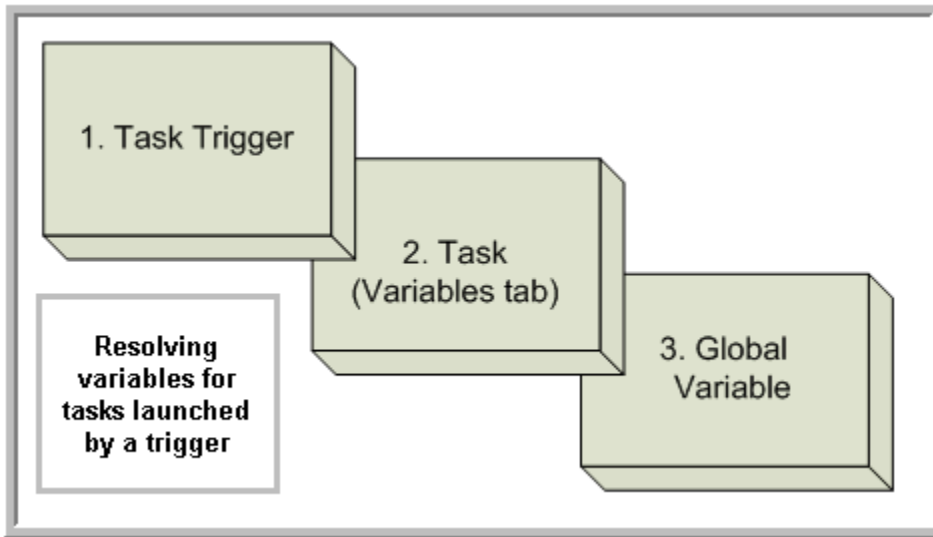 1. Task Trigger
2. Task
(Variables tab)
3. Global
Variable
Resolving
variables for
tasks launched
by a trigger